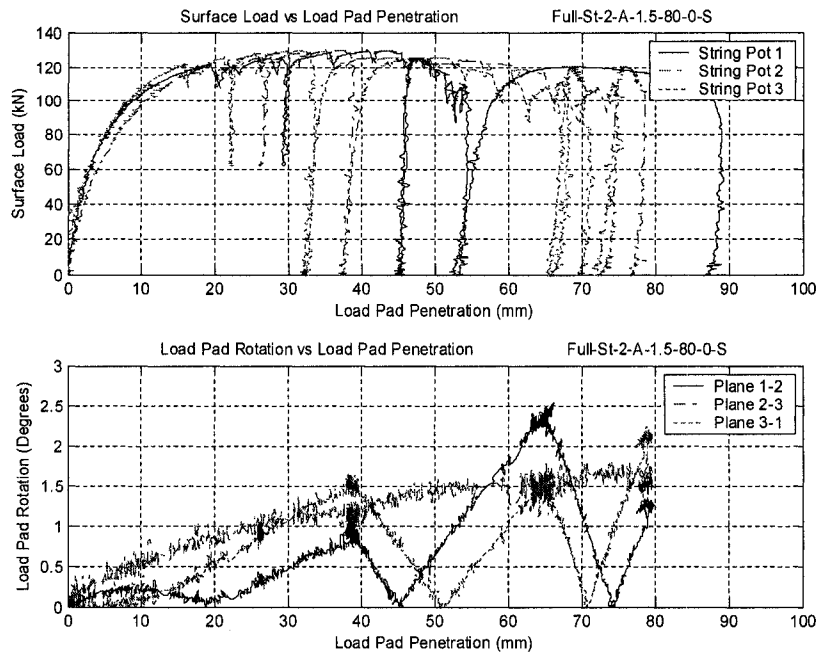 Surface Load vs Load Pad Penetration Full-St-2-A-1.5-80-0-S
140
120
100
80
60
40
20
0
Surface Load (kN)
String Pot 1
String Pot 2
String Pot 3
0 10 20 30 40 50 60 70 80 90 100
Load Pad Penetration (mm)
Load Pad Rotation vs Load Pad Penetration Full-St-2-A-1.5-80-0-S
3
2.5
2
1.5
1
0.5
0
Load Pad Rotation (Degrees)
Plane 1-2
Plane 2-3
Plane 3-1
0 10 20 30 40 50 60 70 80 90 100
Load Pad Penetration (mm)